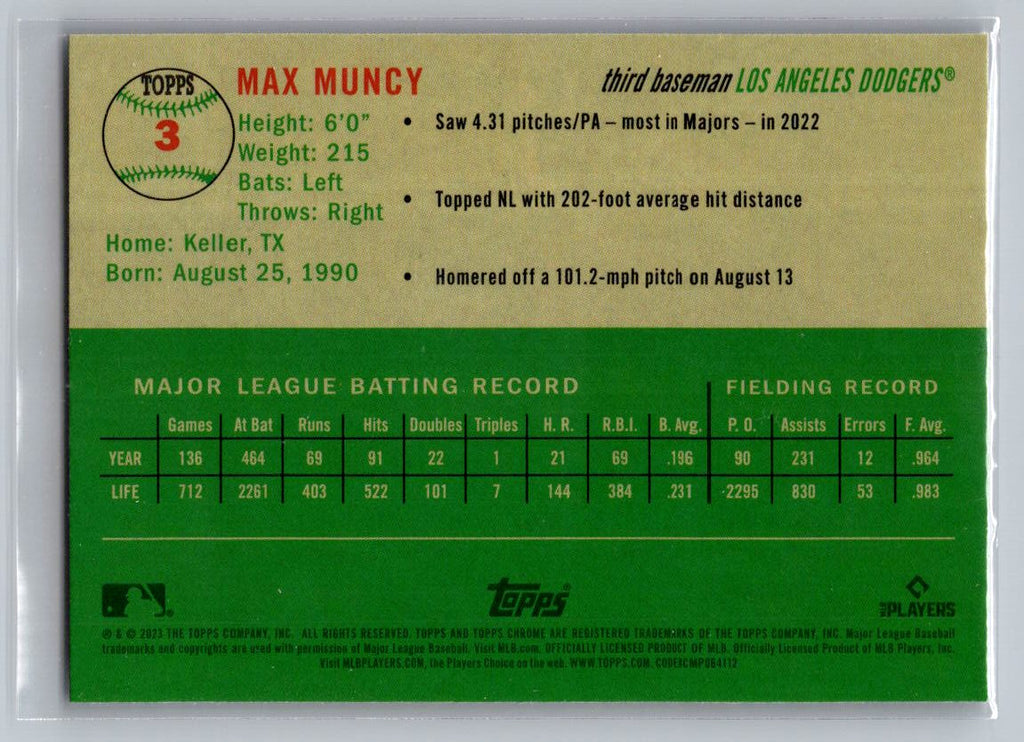 TOPPS
3
MAX MUNCY
third baseman LOS ANGELES DODGERS®
Height: 6'0"
Weight: 215
Bats: Left
Throws: Right
Home: Keller, TX
Born: August 25, 1990
• Saw 4.31 pitches/PA – most in Majors – in 2022
• Topped NL with 202-foot average hit distance
• Homered off a 101.2-mph pitch on August 13
MAJOR LEAGUE BATTING RECORD
FIELDING RECORD
Games At Bat Runs Hits Doubles Triples H. R. R.B.I. B. Avg. P. O. Assists Errors F. Avg.
YEAR 136 464 69 91 22 1 21 69 .196 90 231 12 .964
LIFE 712 2261 403 522 101 7 144 384 .231 2295 830 53 .983
Topps®
PLAYERS
® & © 2023 THE TOPPS COMPANY, INC. ALL RIGHTS RESERVED. TOPPS AND TOPPS CHROME ARE REGISTERED TRADEMARKS OF THE TOPPS COMPANY, INC. Major League Baseball
trademarks and copyrights are used with permission of Major League Baseball. Visit MLB.com. OFFICIALLY LICENSED PRODUCT OF MLB. Officially Licensed Product of MLB Players, Inc.
Visit MLBPLAYERS.COM, the Players Choice on the web. WWW.TOPPS.COM. CODE#CMP084112